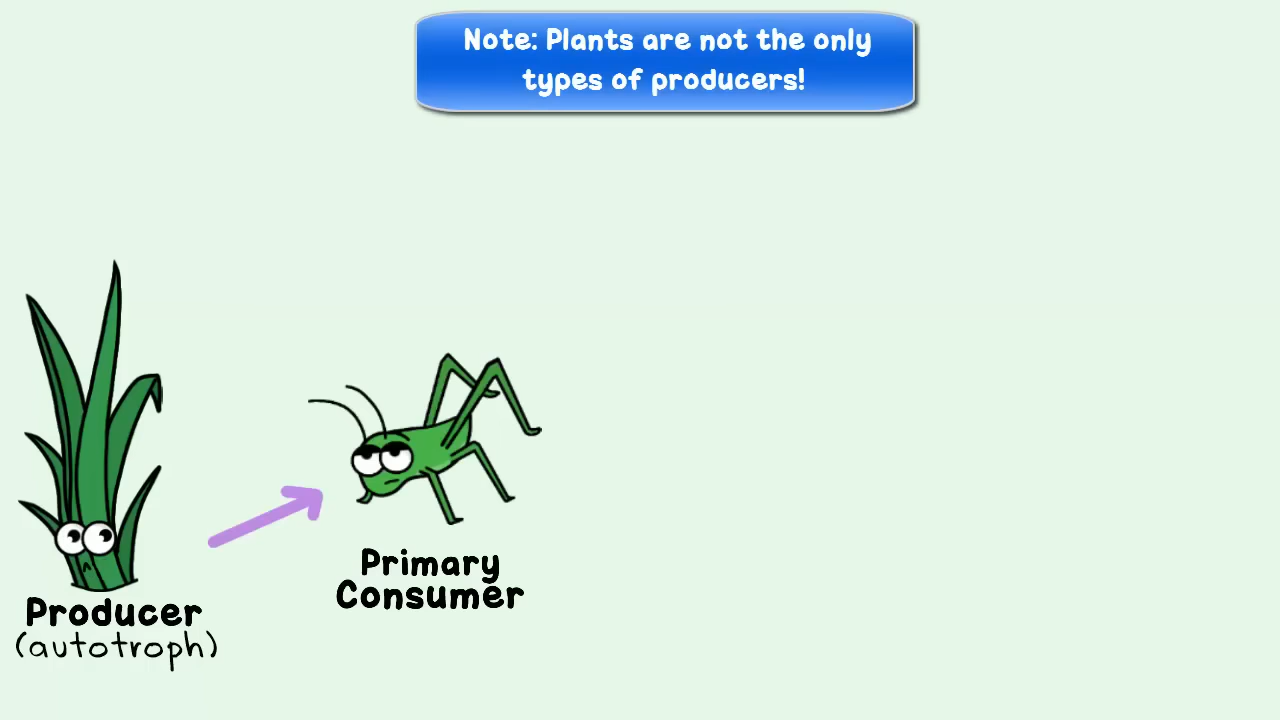 Note: Plants are not the only
types of producers!
Producer
(autotroph)
Primary
Consumer